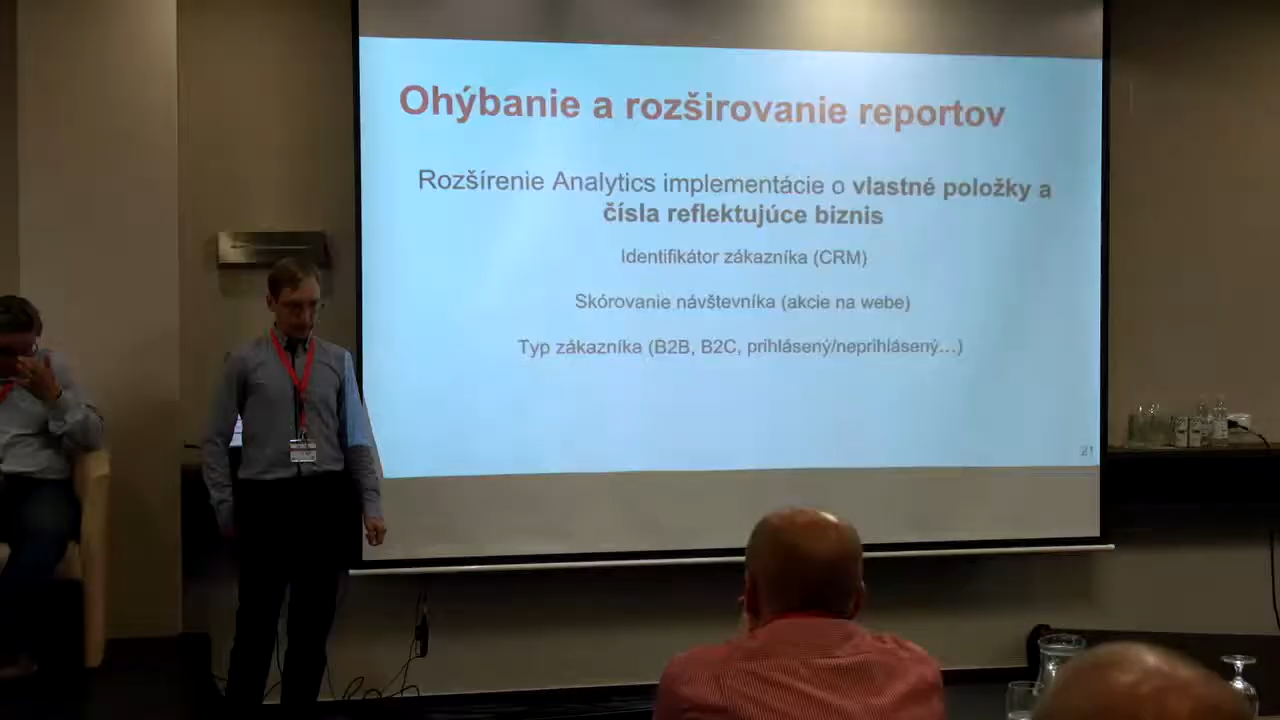 Ohýbanie a rozširovanie reportov
Rozšírenie Analytics implementácie o vlastné položky a
čísla reflektujúce biznis
Identifikátor zákazníka (CRM)
Skórovanie návštevníka (akcie na webe)
Typ zákazníka (B2B, B2C, prihlásený/neprihlásený…)
21